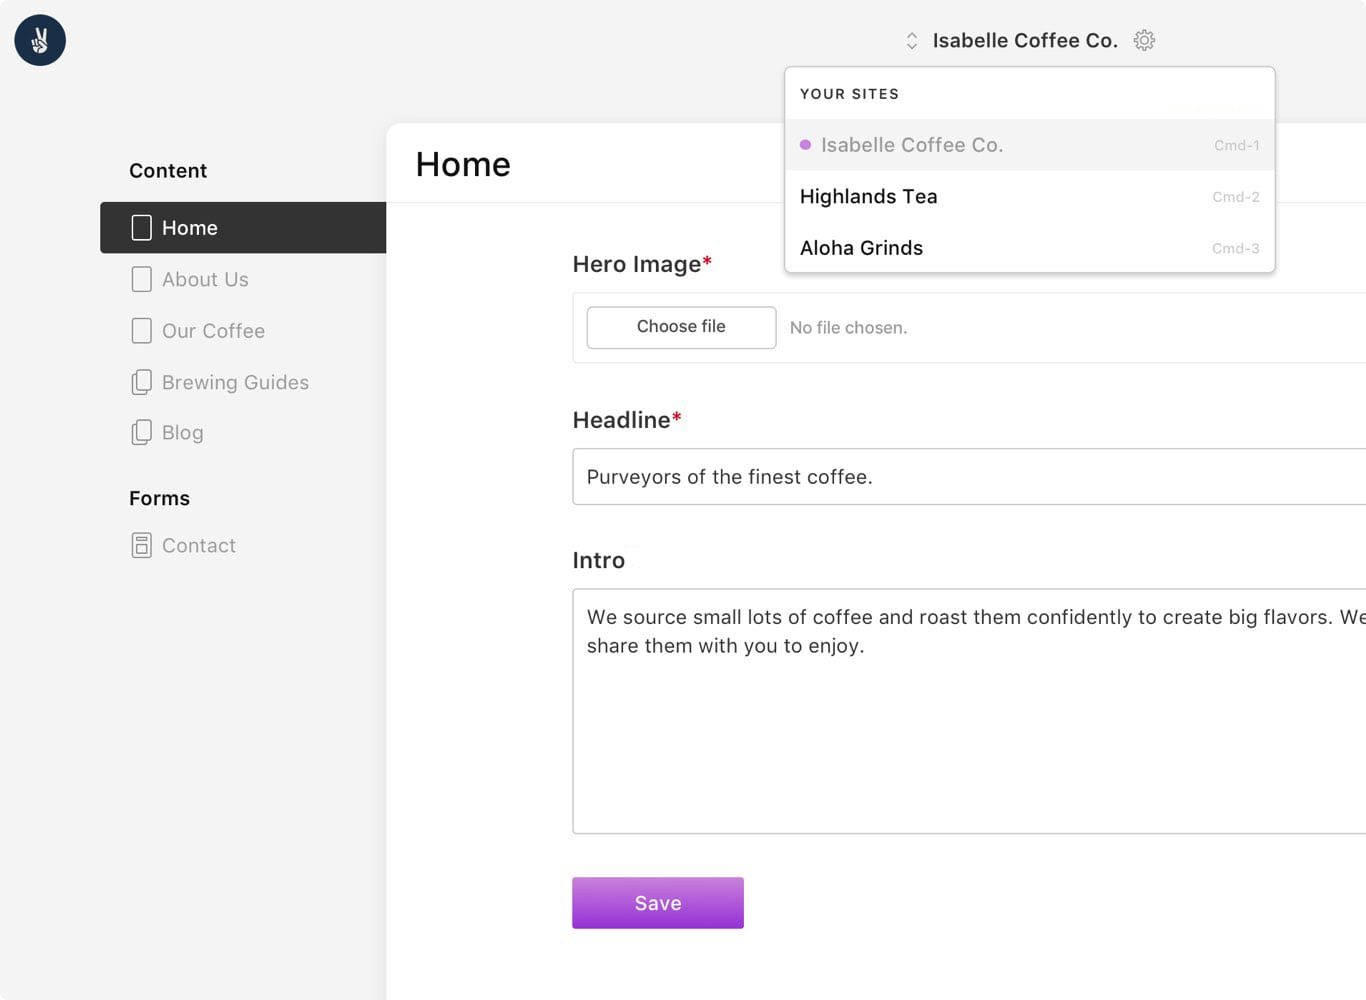 Isabelle Coffee Co.
YOUR SITES
Isabelle Coffee Co. Cmd-1
Highlands Tea Cmd-2
Aloha Grinds Cmd-3
Content
Home
About Us
Our Coffee
Brewing Guides
Blog
Forms
Contact
Home
Hero Image*
Choose file No file chosen.
Headline*
Purveyors of the finest coffee.
Intro
We source small lots of coffee and roast them confidently to create big flavors. We
share them with you to enjoy.
Save